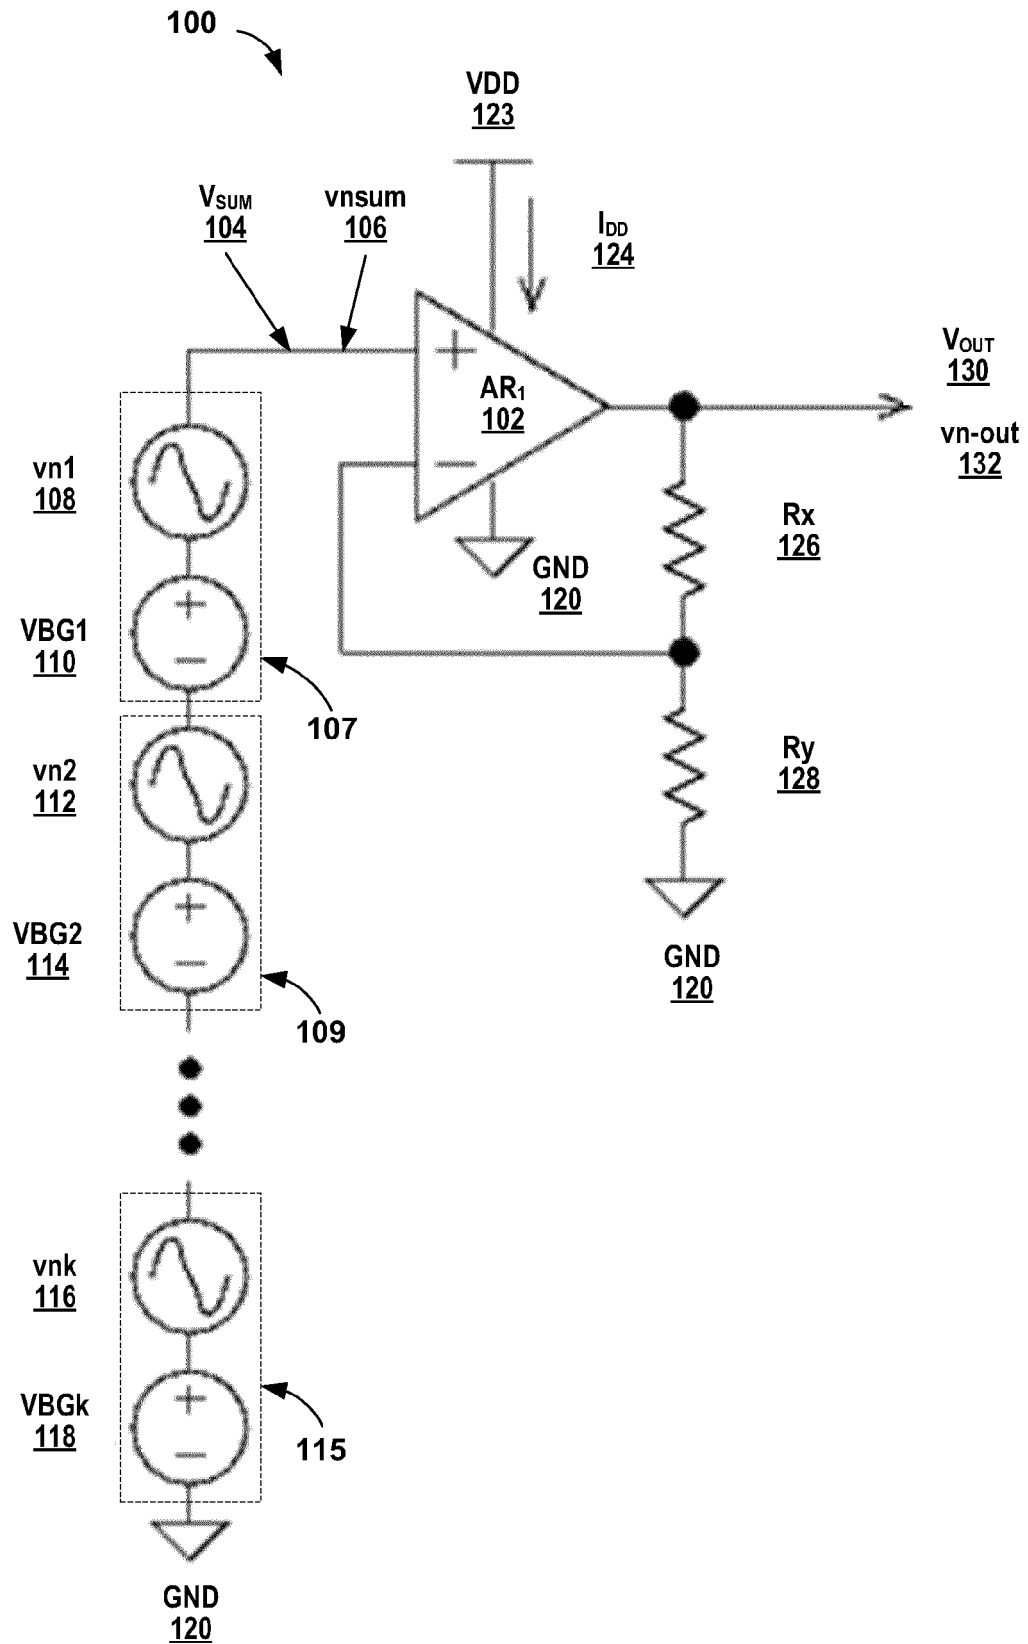 100
VDD
123
VSUM
104
vnsum
106
IDD
124
+
AR1
102
−
VOUT
130
vn-out
132
vn1
108
Rx
126
GND
120
+
VBG1
110
−
107
vn2
112
Ry
128
+
VBG2
114
−
109
GND
120
vnk
116
+
VBGk
118
−
115
GND
120